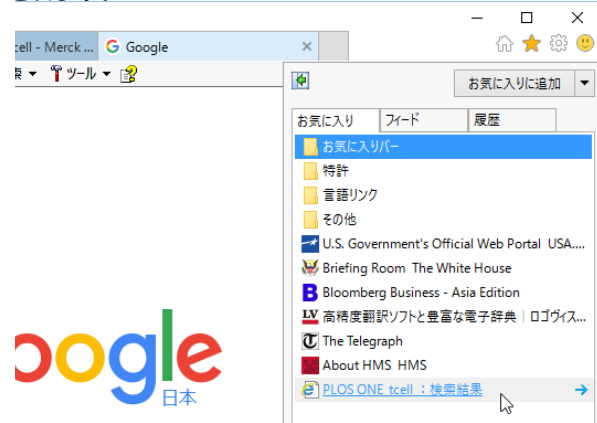 cell - Merck ...
Google
ツール
お気に入りに追加
お気に入り
フィード
履歴
お気に入りバー
特許
言語リンク
その他
U.S. Government's Official Web Portal USA....
Briefing Room The White House
Bloomberg Business - Asia Edition
高精度翻訳ソフトと豊富な電子辞典｜ロゴヴィス...
The Telegraph
About HMS HMS
PLOS ONE tcell ：検索結果
oogle
日本